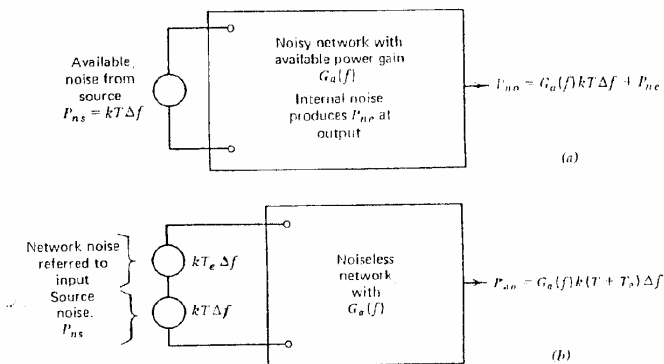 Available
noise from
source
P_ns = kTΔf
Noisy network with
available power gain
G_a(f)
Internal noise
produces P_ne at
output
P_no = G_a(f)kTΔf + P_ne
(a)
Network noise
referred to
input
Source
noise.
P_ns
kT_e Δf
kTΔf
Noiseless
network
with
G_a(f)
P_no = G_a(f)k(T + T_e)Δf
(b)